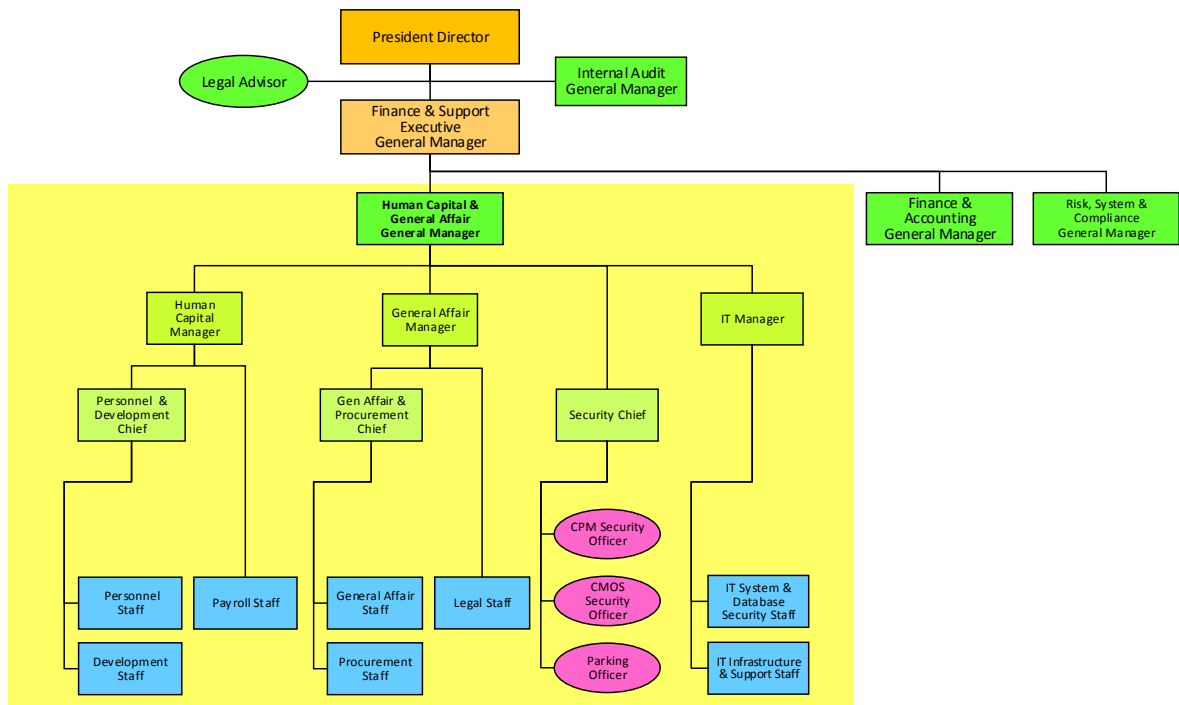 President Director
Legal Advisor
Internal Audit
General Manager
Finance & Support
Executive
General Manager
Human Capital &
General Affair
General Manager
Finance &
Accounting
General Manager
Risk, System &
Compliance
General Manager
Human
Capital
Manager
General Affair
Manager
IT Manager
Personnel &
Development
Chief
Gen Affair &
Procurement
Chief
Security Chief
CPM Security
Officer
Personnel
Staff
Payroll Staff
General Affair
Staff
Legal Staff
CMOS
Security
Officer
IT System &
Database
Security Staff
Development
Staff
Procurement
Staff
Parking
Officer
IT Infrastructure
& Support Staff